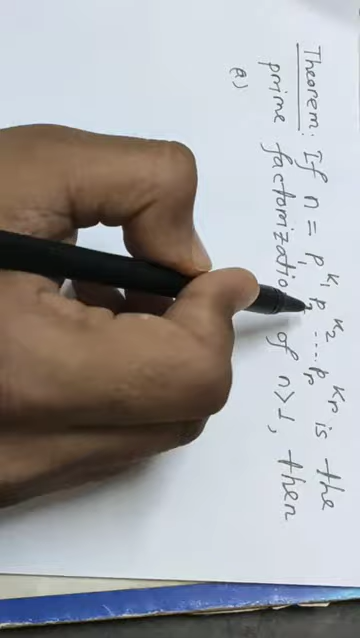 Theorem: If n = p₁^k₁ p₂^k₂ .... pᵣ^kᵣ is the
prime factorization of n>1, then
a)